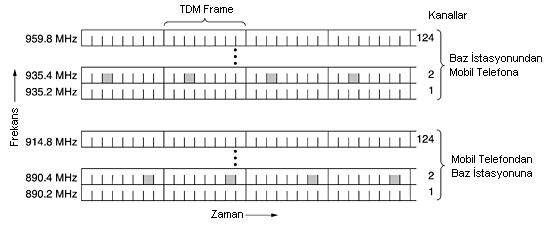 TDM Frame
Kanallar
959.8 MHz 124
Baz İstasyonundan
Mobil Telefona
935.4 MHz 2
935.2 MHz 1
Frekans
914.8 MHz 124
Mobil Telefondan
Baz İstasyonuna
890.4 MHz 2
890.2 MHz 1
Zaman